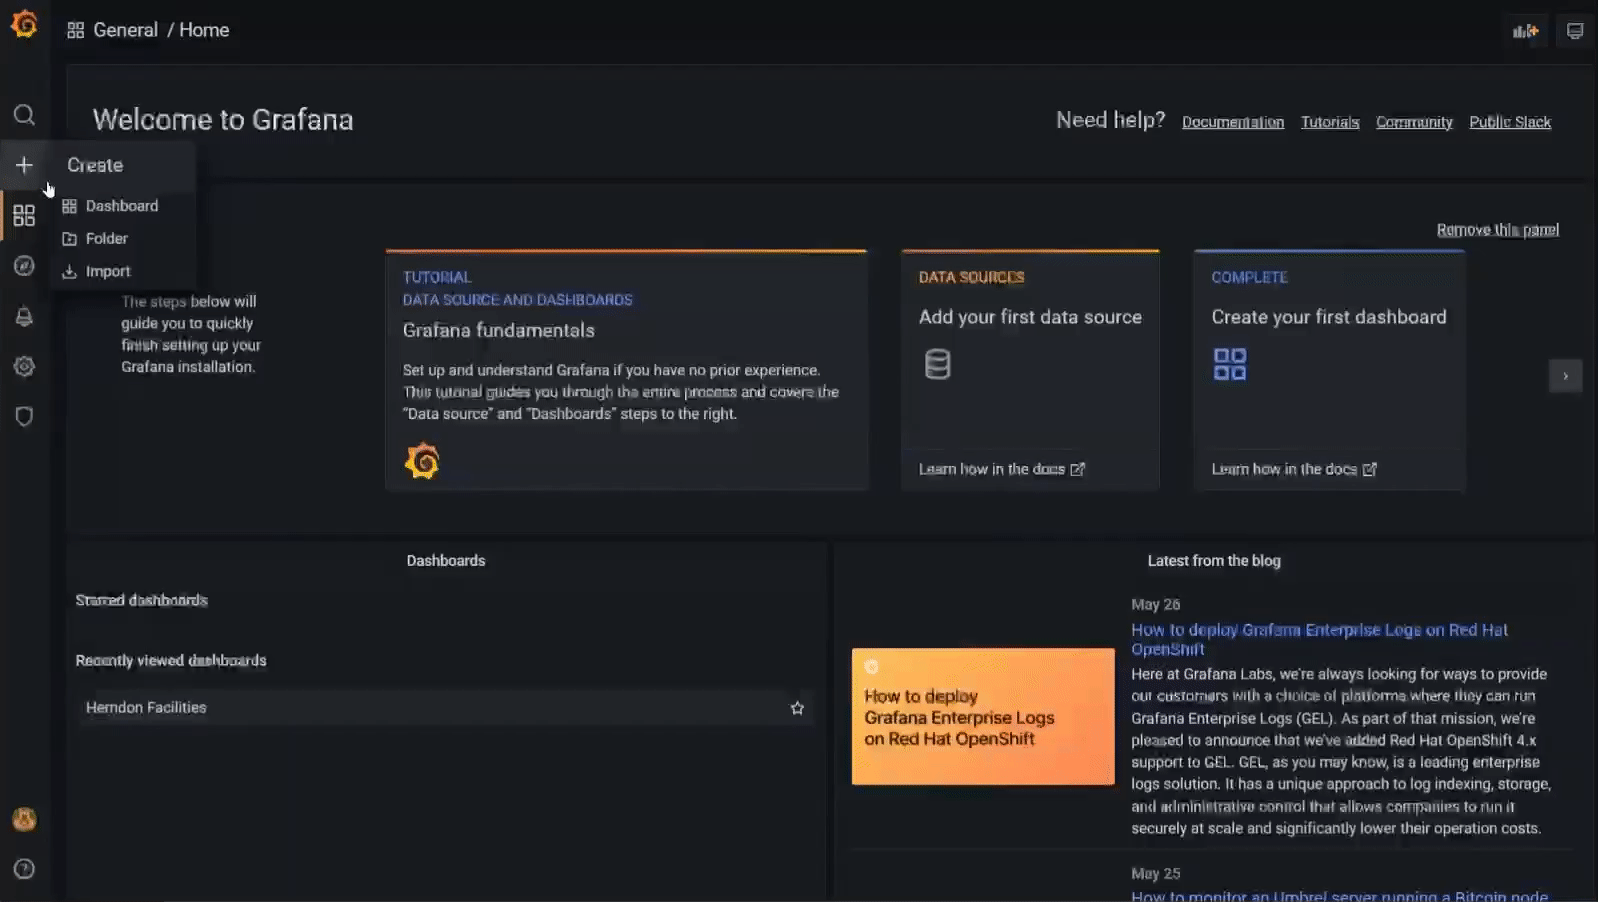 General / Home
Welcome to Grafana
Need help? Documentation Tutorials Community Public Slack
Create
Dashboard
Folder
Import
Remove this panel
The steps below will
guide you to quickly
finish setting up your
Grafana installation.
TUTORIAL
DATA SOURCE AND DASHBOARDS
Grafana fundamentals
Set up and understand Grafana if you have no prior experience.
This tutorial guides you through the entire process and covers the
“Data source” and “Dashboards” steps to the right.
DATA SOURCES
Add your first data source
Learn how in the docs
COMPLETE
Create your first dashboard
Learn how in the docs
Dashboards
Starred dashboards
Recently viewed dashboards
Herndon Facilities
Latest from the blog
How to deploy
Grafana Enterprise Logs
on Red Hat OpenShift
May 26
How to deploy Grafana Enterprise Logs on Red Hat
OpenShift
Here at Grafana Labs, we're always looking for ways to provide
our customers with a choice of platforms where they can run
Grafana Enterprise Logs (GEL). As part of that mission, we're
pleased to announce that we've added Red Hat OpenShift 4.x
support to GEL. GEL, as you may know, is a leading enterprise
logs solution. It has a unique approach to log indexing, storage,
and administrative control that allows companies to run it
securely at scale and significantly lower their operation costs.
May 25
How to monitor an Umbrel server running a Bitcoin node